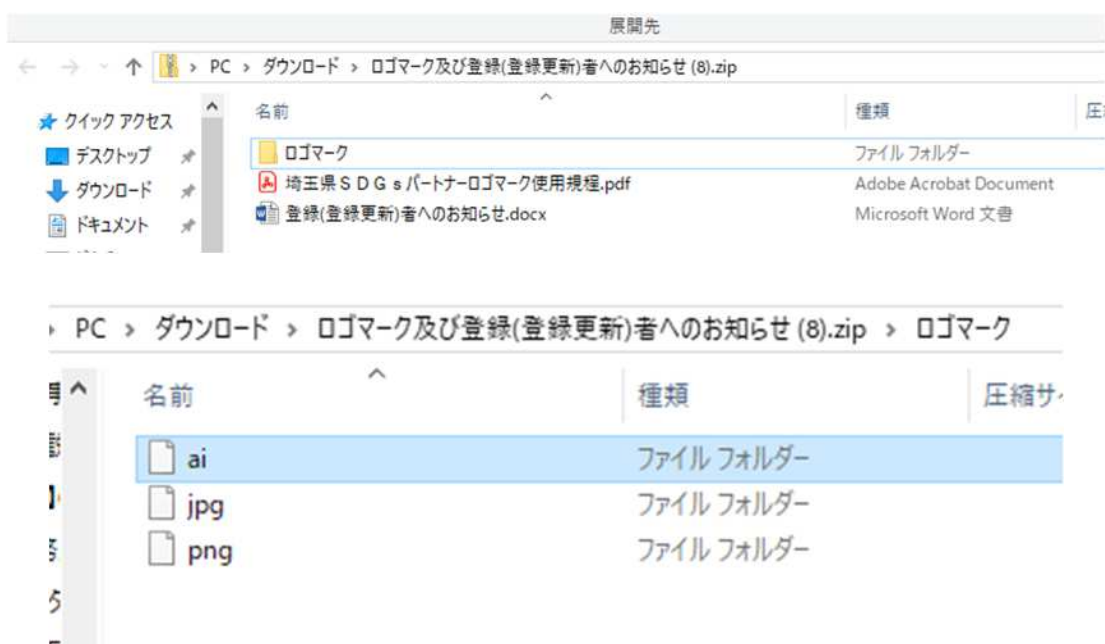 展開先
PC › ダウンロード › ロゴマーク及び登録(登録更新)者へのお知らせ (8).zip
名前 種類
クイック アクセス
ロゴマーク ファイル フォルダー
デスクトップ
埼玉県ＳＤＧｓパートナーロゴマーク使用規程.pdf Adobe Acrobat Document
ダウンロード
登録(登録更新)者へのお知らせ.docx Microsoft Word 文書
ドキュメント
› PC › ダウンロード › ロゴマーク及び登録(登録更新)者へのお知らせ (8).zip › ロゴマーク
名前 種類 圧縮サ
ai ファイル フォルダー
jpg ファイル フォルダー
png ファイル フォルダー